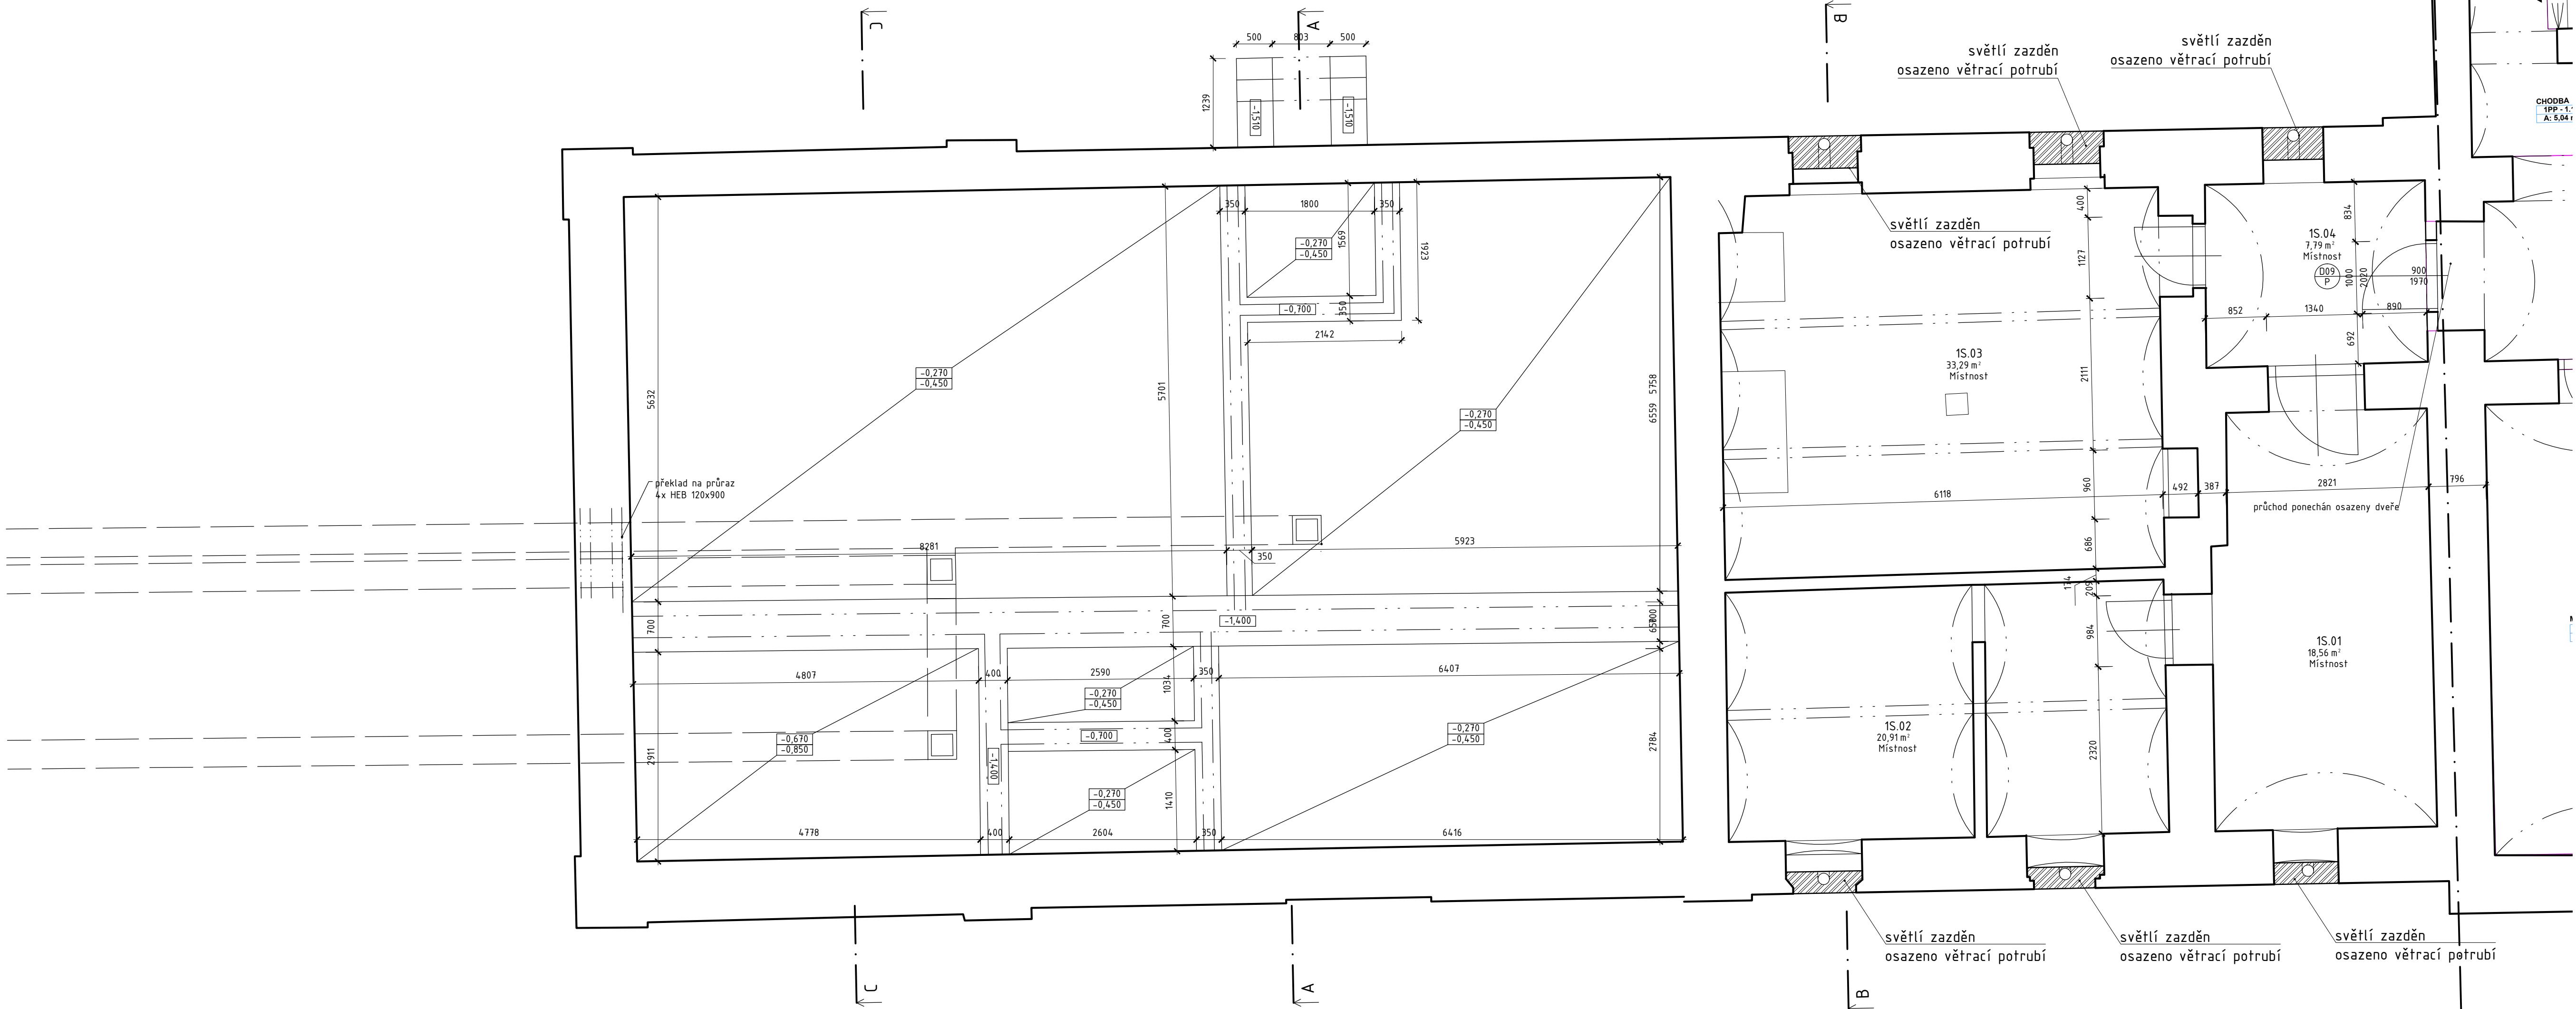 C
A
B
500
803
500
1239
-1,510
-1,510
světlí zazděn
osazeno větrací potrubí
světlí zazděn
osazeno větrací potrubí
CHODBA
A: 5,04
350
1800
350
1569
1923
-0,270
-0,450
-0,700
350
2142
5632
-0,270
-0,450
5701
5758
6559
-0,270
-0,450
překlad na průraz
4x HEB 120x900
8281
350
5923
700
700
-1,400
4807
400
2590
350
6407
1034
-0,270
-0,450
-0,670
-0,850
-0,700
400
-0,270
-0,450
2911
-1,400
2784
-0,270
-0,450
1410
4778
400
2604
350
6416
světlí zazděn
osazeno větrací potrubí
400
1127
1S.03
33,29 m²
Místnost
2111
6118
492
387
2821
796
960
686
174
209
984
2320
1S.04
7,79 m²
Místnost
D09
P
834
1000
2020
900
1970
852
1340
890
692
průchod ponechán osazeny dveře
1S.01
18,56 m²
Místnost
1S.02
20,91 m²
Místnost
světlí zazděn
osazeno větrací potrubí
světlí zazděn
osazeno větrací potrubí
světlí zazděn
osazeno větrací potrubí
C
A
B